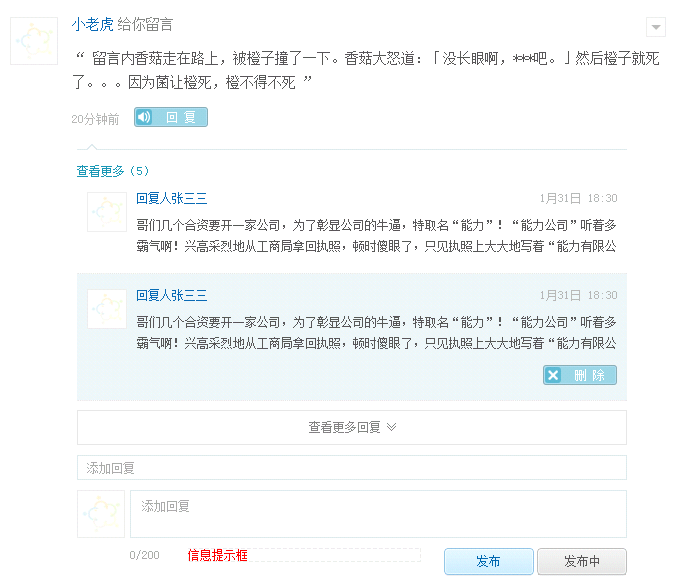 小老虎 给你留言
“ 留言内香菇走在路上，被橙子撞了一下。香菇大怒道：「没长眼啊，***吧。」然后橙子就死
了。。。因为菌让橙死，橙不得不死 ”
20分钟前 回 复
查看更多（5）
回复人张三三 1月31日 18:30
哥们几个合资要开一家公司，为了彰显公司的牛逼，特取名“能力”！“能力公司”听着多
霸气啊！兴高采烈地从工商局拿回执照，顿时傻眼了，只见执照上大大地写着“能力有限公
回复人张三三 1月31日 18:30
哥们几个合资要开一家公司，为了彰显公司的牛逼，特取名“能力”！“能力公司”听着多
霸气啊！兴高采烈地从工商局拿回执照，顿时傻眼了，只见执照上大大地写着“能力有限公
删 除
查看更多回复
添加回复
添加回复
0/200 信息提示框 发布 发布中